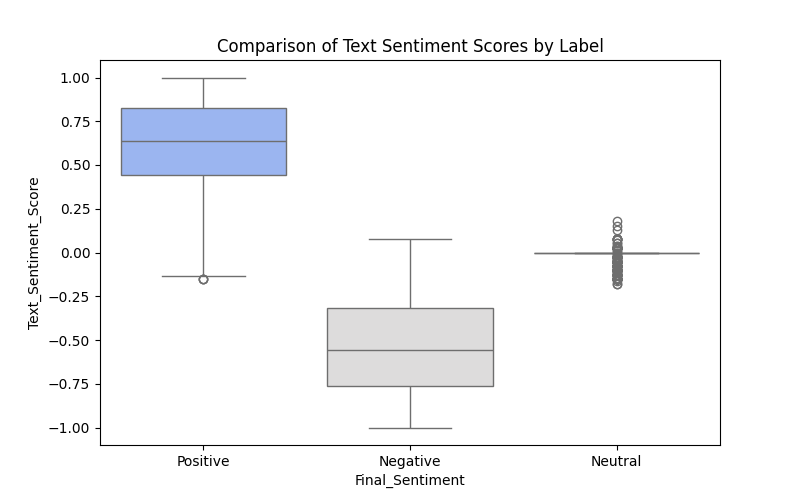 Comparison of Text Sentiment Scores by Label
Text_Sentiment_Score
1.00
0.75
0.50
0.25
0.00
−0.25
−0.50
−0.75
−1.00
Positive
Negative
Neutral
Final_Sentiment